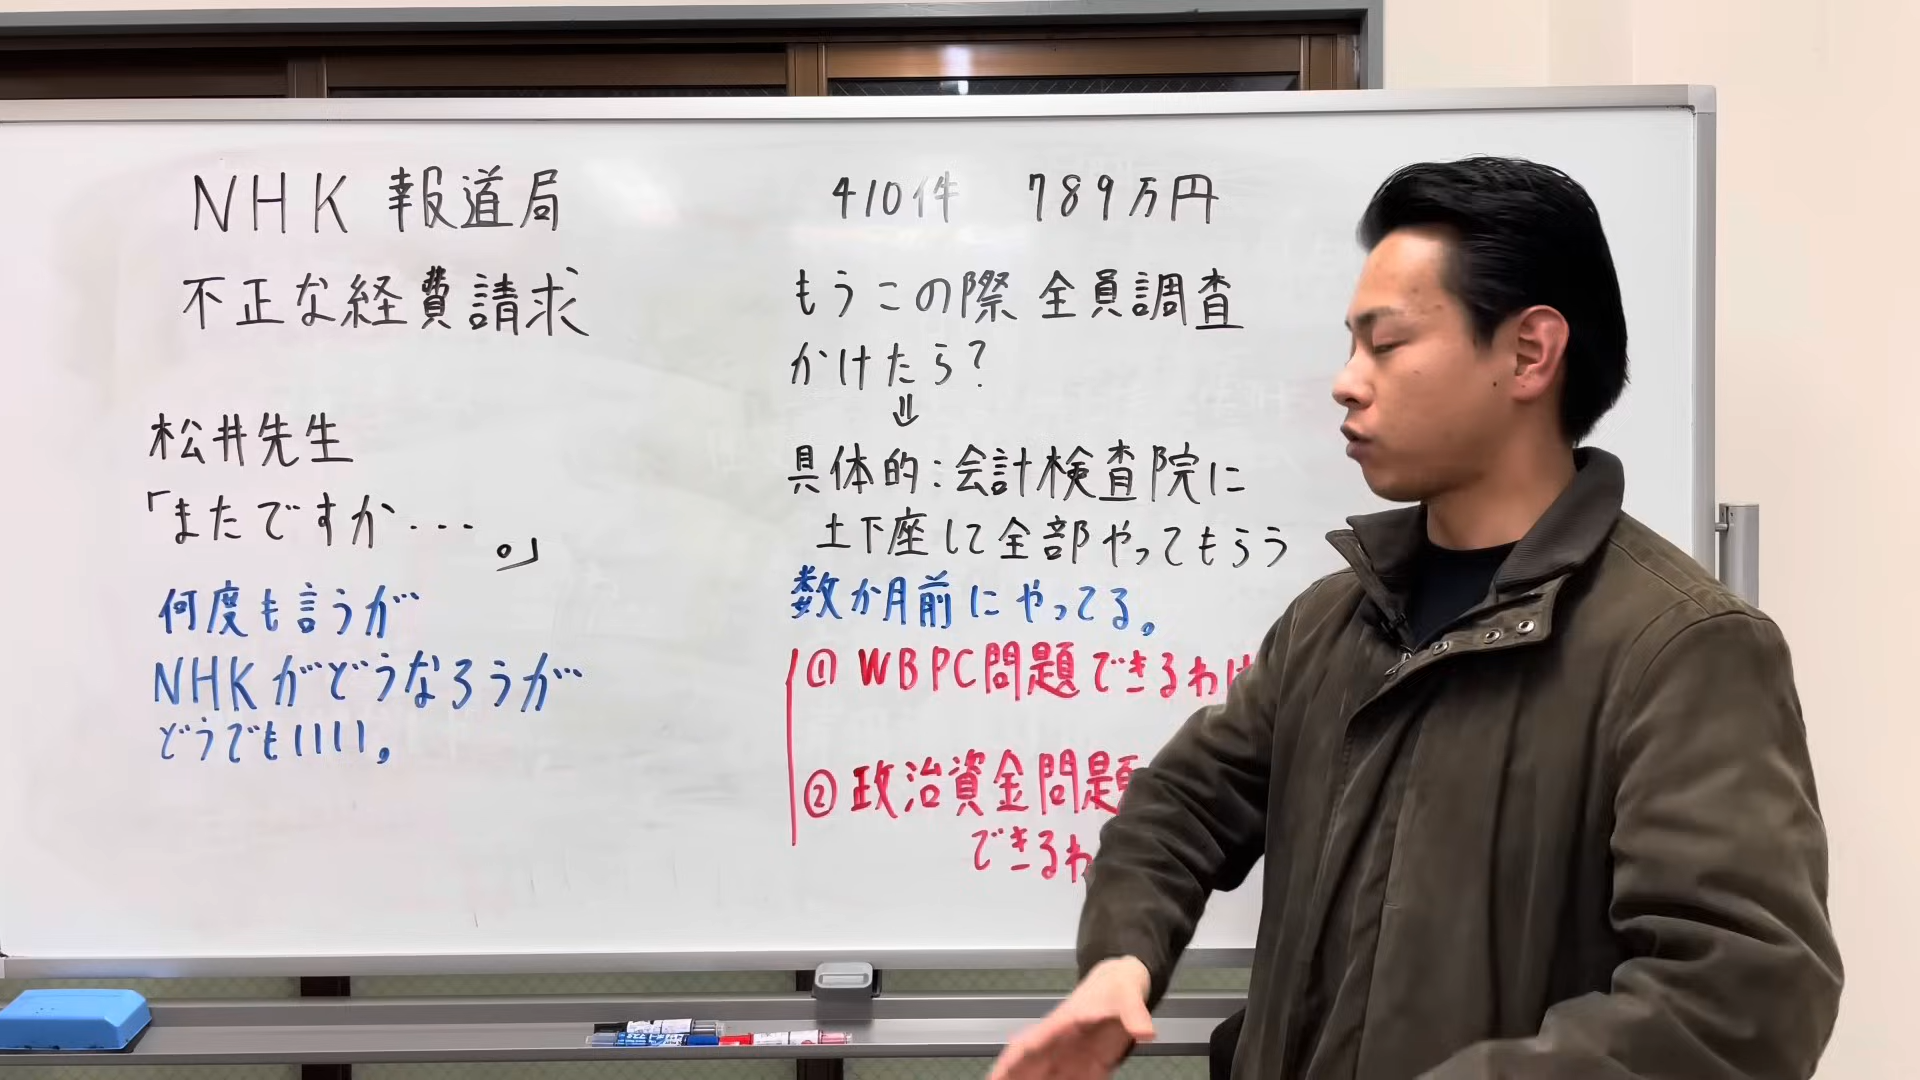 NHK 報道局
不正な経費請求
松井先生
「またですか・・・。」
何度も言うが
NHKがどうなろうが
どうでもいい。
410件 789万円
もうこの際 全員調査
かけたら?
⇓
具体的:会計検査院に
土下座して全部やってもらう
数か月前にやってる。
① WBPC問題できるわけ
② 政治資金問題
できるわ